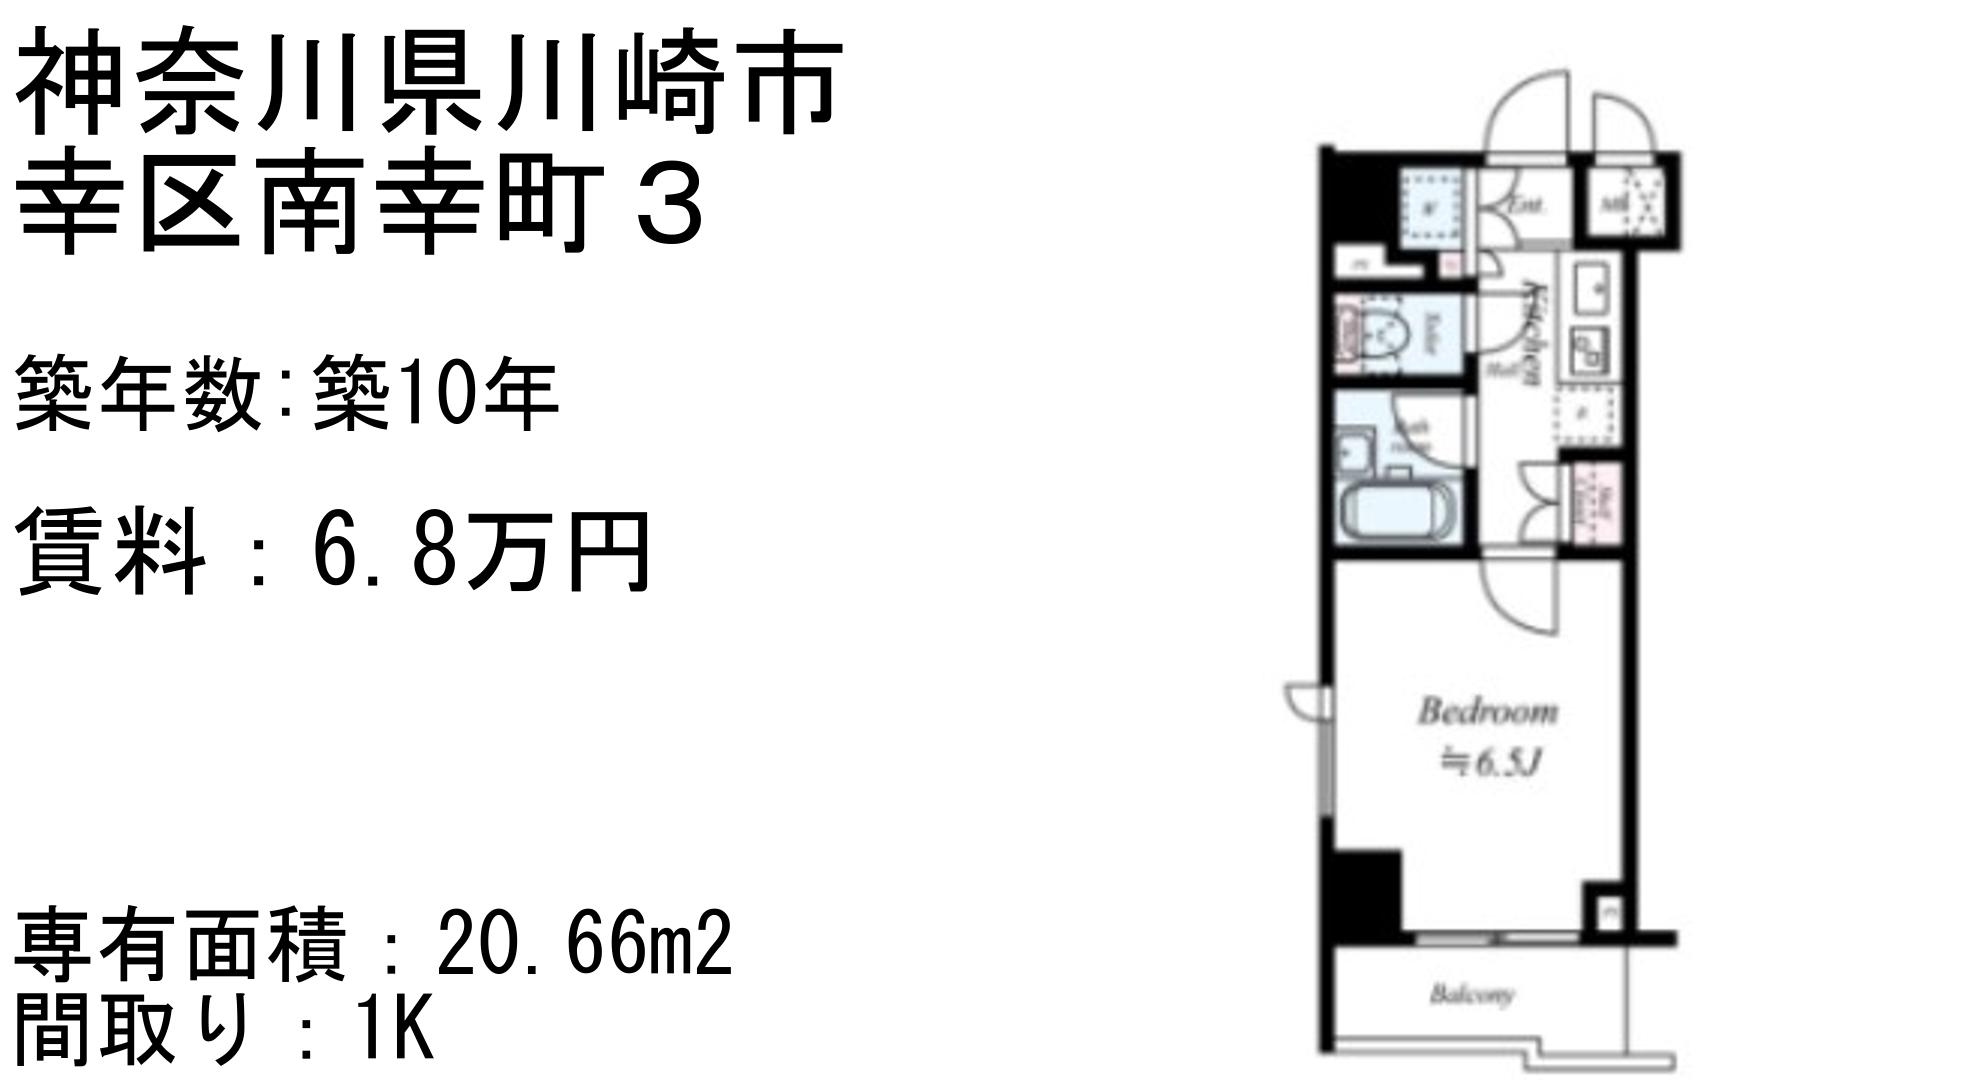 神奈川県川崎市
幸区南幸町３
築年数:築10年
賃料：6.8万円
専有面積：20.66m2
間取り：1K
Ent.
Kitchen
Bedroom
≒6.5J
Balcony